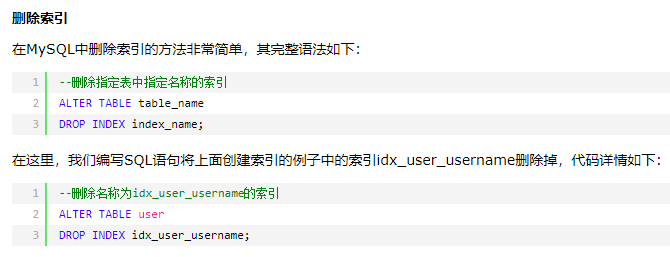 删除索引
在MySQL中删除索引的方法非常简单，其完整语法如下：
1 --删除指定表中指定名称的索引
2 ALTER TABLE table_name
3 DROP INDEX index_name;
在这里，我们编写SQL语句将上面创建索引的例子中的索引idx_user_username删除掉，代码详情如下：
1 --删除名称为idx_user_username的索引
2 ALTER TABLE user
3 DROP INDEX idx_user_username;